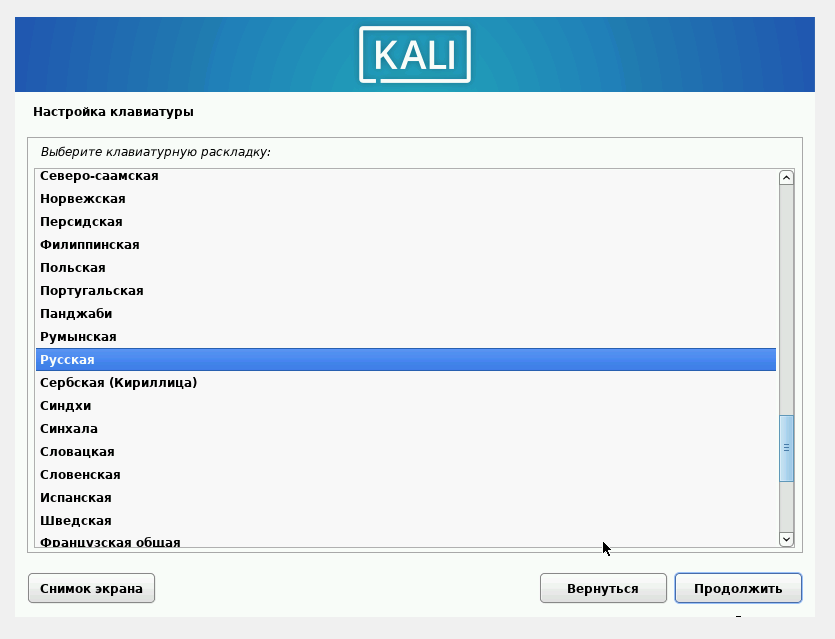 KALI
Настройка клавиатуры
Выберите клавиатурную раскладку:
Северо-саамская
Норвежская
Персидская
Филиппинская
Польская
Португальская
Панджаби
Румынская
Русская
Сербская (Кириллица)
Синдхи
Синхала
Словацкая
Словенская
Испанская
Шведская
Французская общая
Снимок экрана
Вернуться
Продолжить